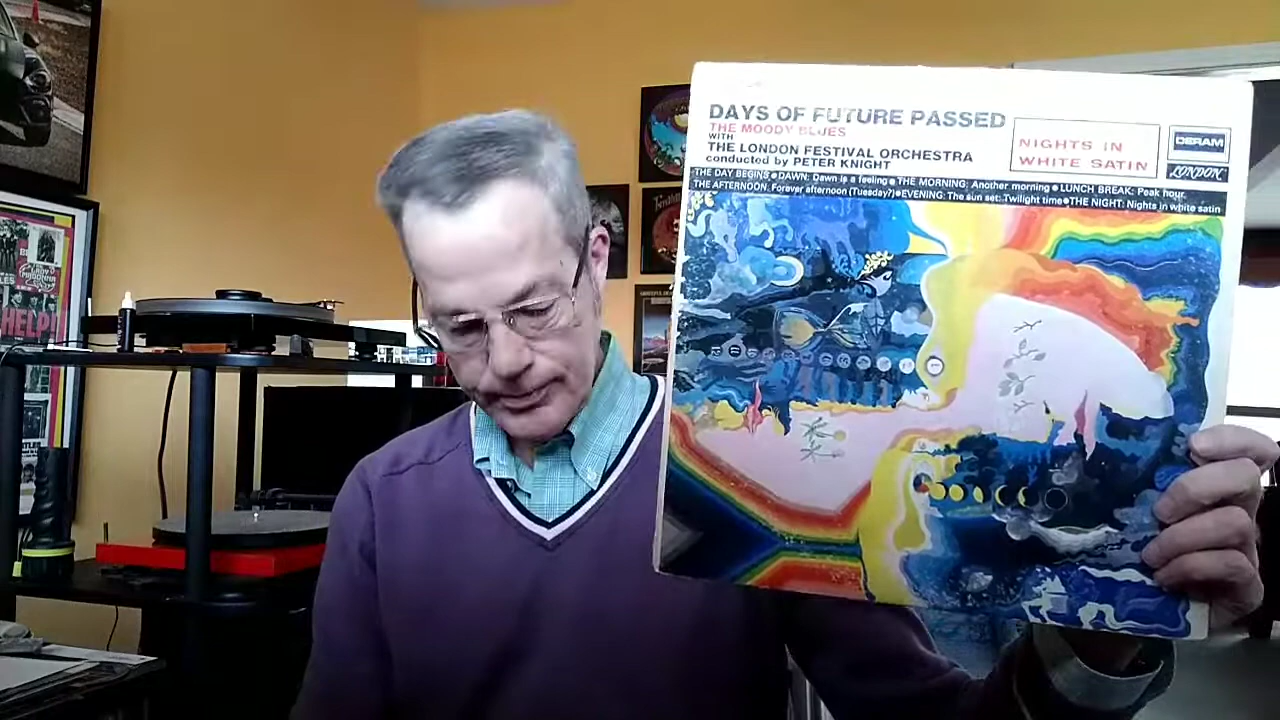 DAYS OF FUTURE PASSED
THE MOODY BLUES
WITH
THE LONDON FESTIVAL ORCHESTRA
conducted by PETER KNIGHT
NIGHTS IN
WHITE SATIN
DERAM
LONDON
THE DAY BEGINS●DAWN: Dawn is a feeling●THE MORNING: Another morning●LUNCH BREAK: Peak hour.
THE AFTERNOON: Forever afternoon (Tuesday?)●EVENING: The sun set: Twilight time●THE NIGHT: Nights in white satin
LADY
MADONNA
HELP!